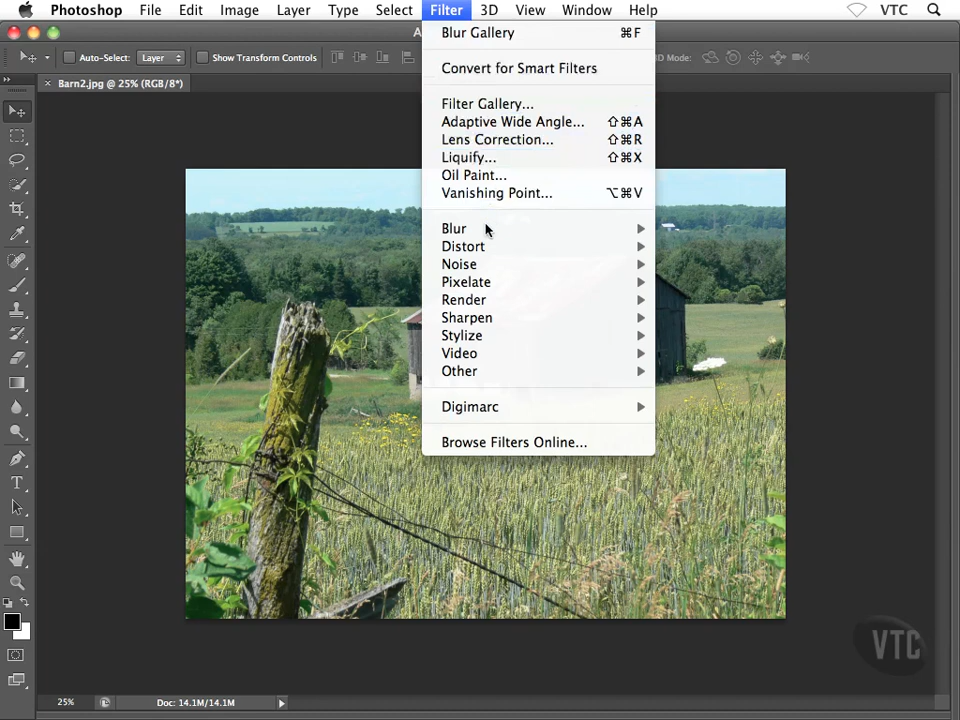 Photoshop File Edit Image Layer Type Select Filter 3D View Window Help VTC
Blur Gallery ⌘F
Auto-Select: Layer Show Transform Controls 3D Mode:
Convert for Smart Filters
Barn2.jpg @ 25% (RGB/8*)
Filter Gallery...
Adaptive Wide Angle... ⇧⌘A
Lens Correction... ⇧⌘R
Liquify... ⇧⌘X
Oil Paint...
Vanishing Point... ⌥⌘V
Blur
Distort
Noise
Pixelate
Render
Sharpen
Stylize
Video
Other
Digimarc
Browse Filters Online...
VTC
25% Doc: 14.1M/14.1M